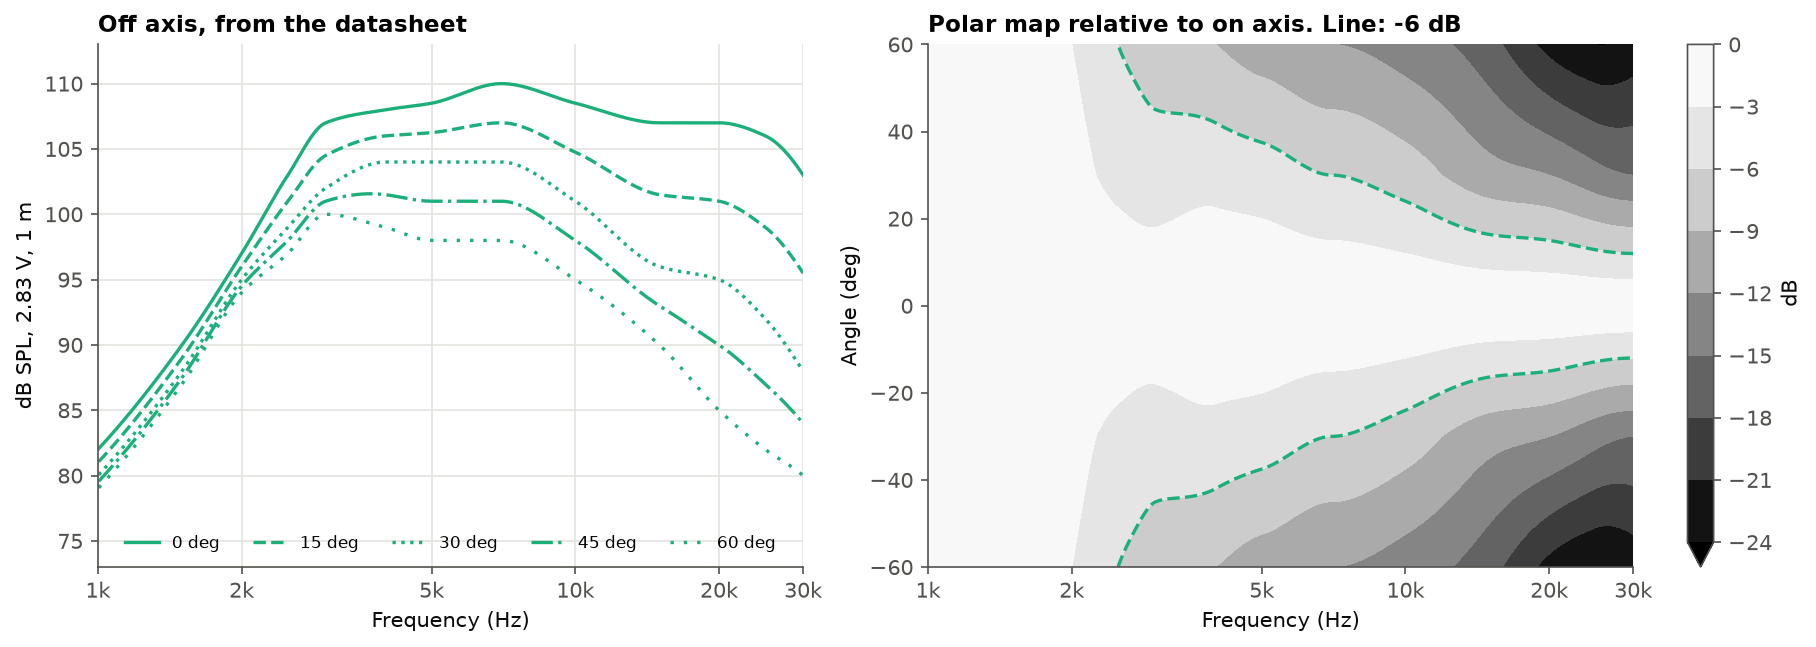 Off axis, from the datasheet
dB SPL, 2.83 V, 1 m
110
105
100
95
90
85
80
75
0 deg 15 deg 30 deg 45 deg 60 deg
1k 2k 5k 10k 20k 30k
Frequency (Hz)
Polar map relative to on axis. Line: -6 dB
Angle (deg)
60
40
20
0
−20
−40
−60
1k 2k 5k 10k 20k 30k
Frequency (Hz)
0
−3
−6
−9
−12
−15
−18
−21
−24
dB